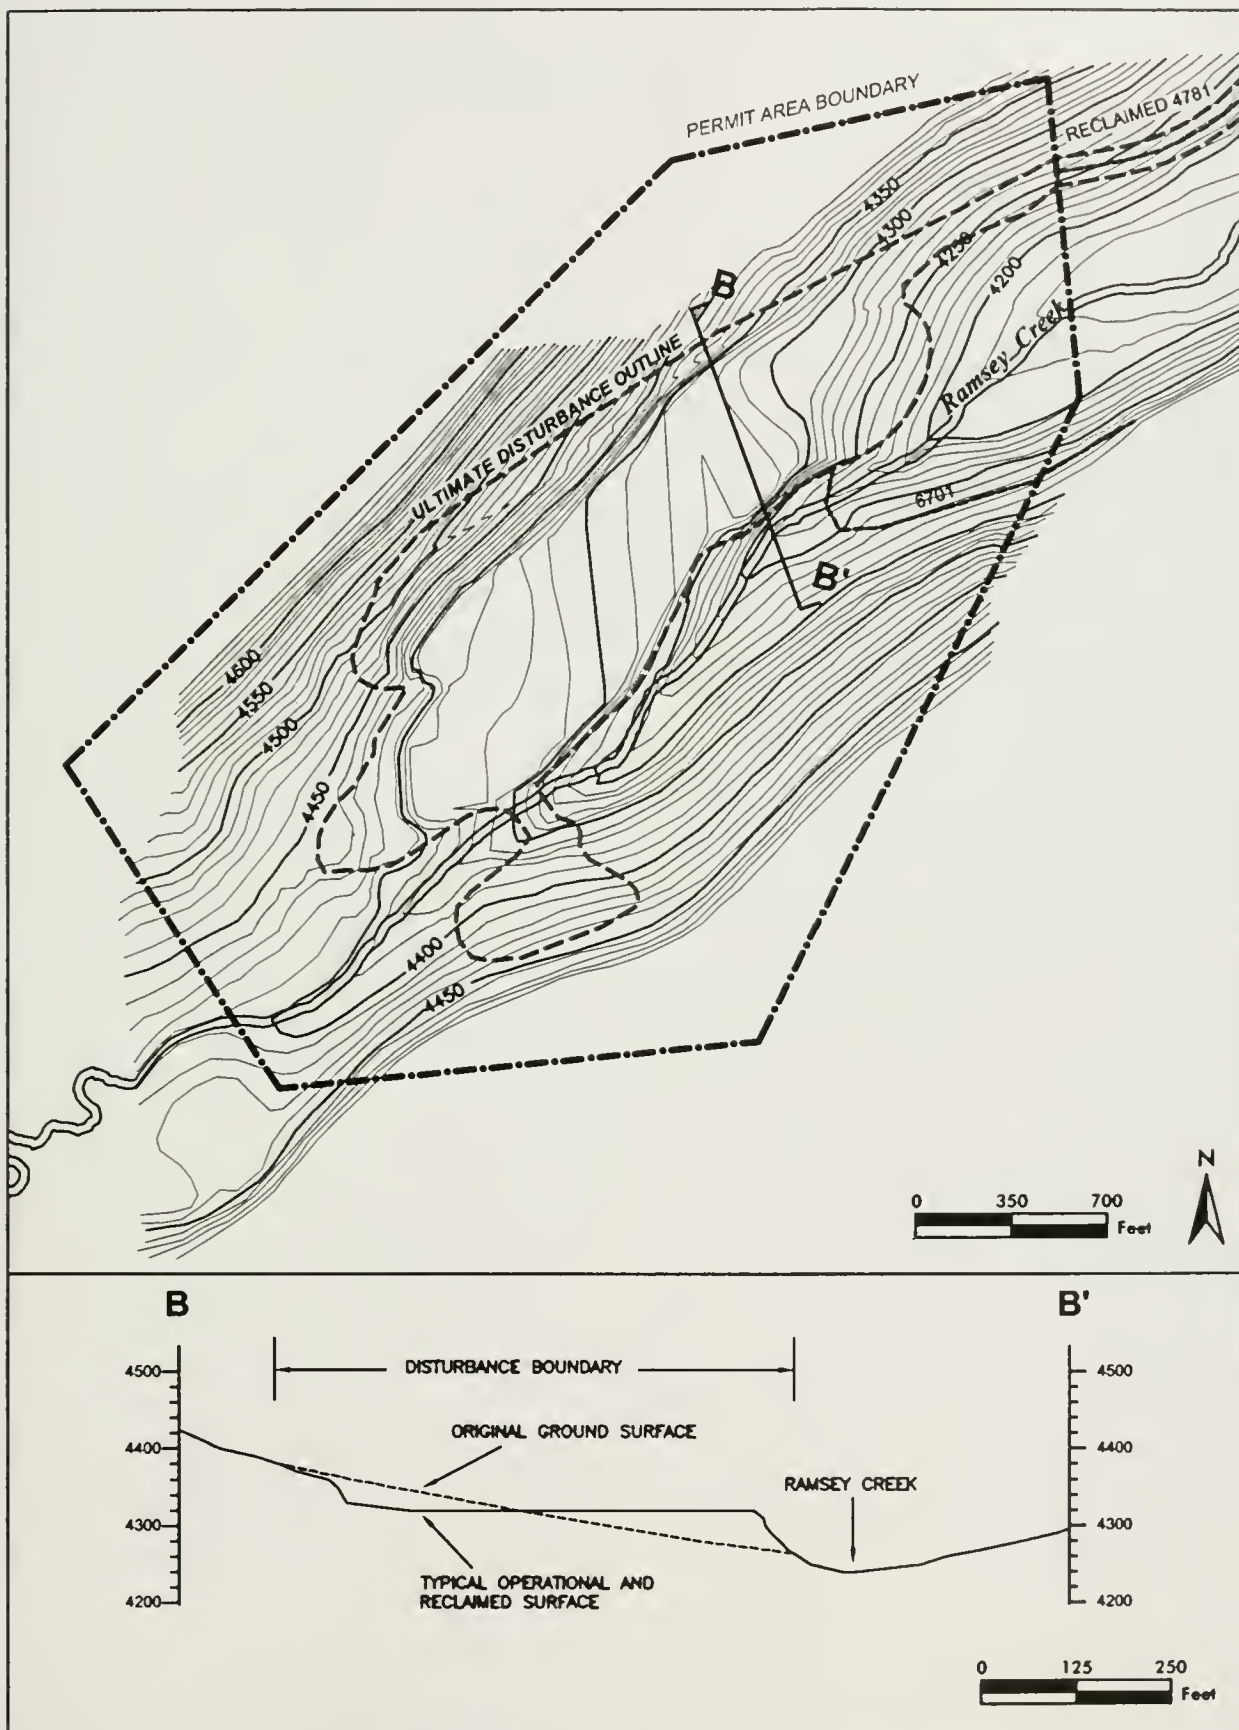 PERMIT AREA BOUNDARY
RECLAIMED 4781
4350
4300
4250
4200
B
Ramsey Creek
ULTIMATE DISTURBANCE OUTLINE
6701
B'
4600
4550
4500
4450
4400
4450
N
0 350 700
Feet
B B'
4500 DISTURBANCE BOUNDARY 4500
ORIGINAL GROUND SURFACE
4400 4400
RAMSEY CREEK
4300 4300
TYPICAL OPERATIONAL AND
RECLAIMED SURFACE
4200 4200
0 125 250
Feet